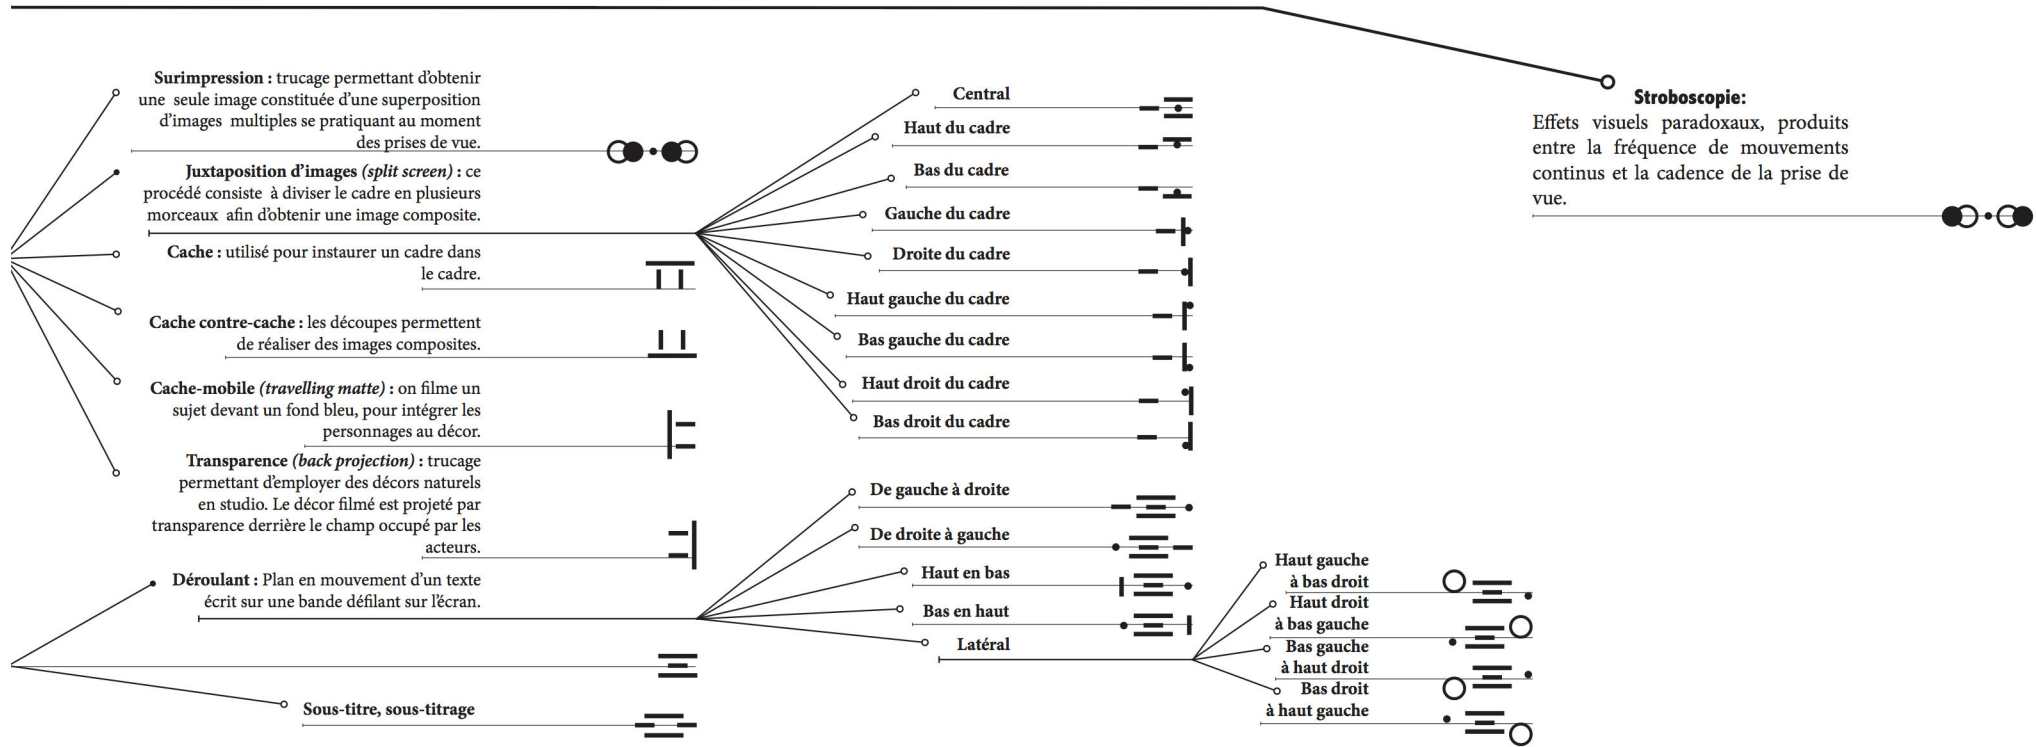 Surimpression : trucage permettant d'obtenir
une seule image constituée d'une superposition
d'images multiples se pratiquant au moment
des prises de vue.
Juxtaposition d'images (split screen) : ce
procédé consiste à diviser le cadre en plusieurs
morceaux afin d'obtenir une image composite.
Cache : utilisé pour instaurer un cadre dans
le cadre.
Cache contre-cache : les découpes permettent
de réaliser des images composites.
Cache-mobile (travelling matte) : on filme un
sujet devant un fond bleu, pour intégrer les
personnages au décor.
Transparence (back projection) : trucage
permettant d'employer des décors naturels
en studio. Le décor filmé est projeté par
transparence derrière le champ occupé par les
acteurs.
Déroulant : Plan en mouvement d'un texte
écrit sur une bande défilant sur l'écran.
Sous-titre, sous-titrage
Central
Haut du cadre
Bas du cadre
Gauche du cadre
Droite du cadre
Haut gauche du cadre
Bas gauche du cadre
Haut droit du cadre
Bas droit du cadre
De gauche à droite
De droite à gauche
Haut en bas
Bas en haut
Latéral
Haut gauche
à bas droit
Haut droit
à bas gauche
Bas gauche
à haut droit
Bas droit
à haut gauche
Stroboscopie:
Effets visuels paradoxaux, produits
entre la fréquence de mouvements
continus et la cadence de la prise de
vue.